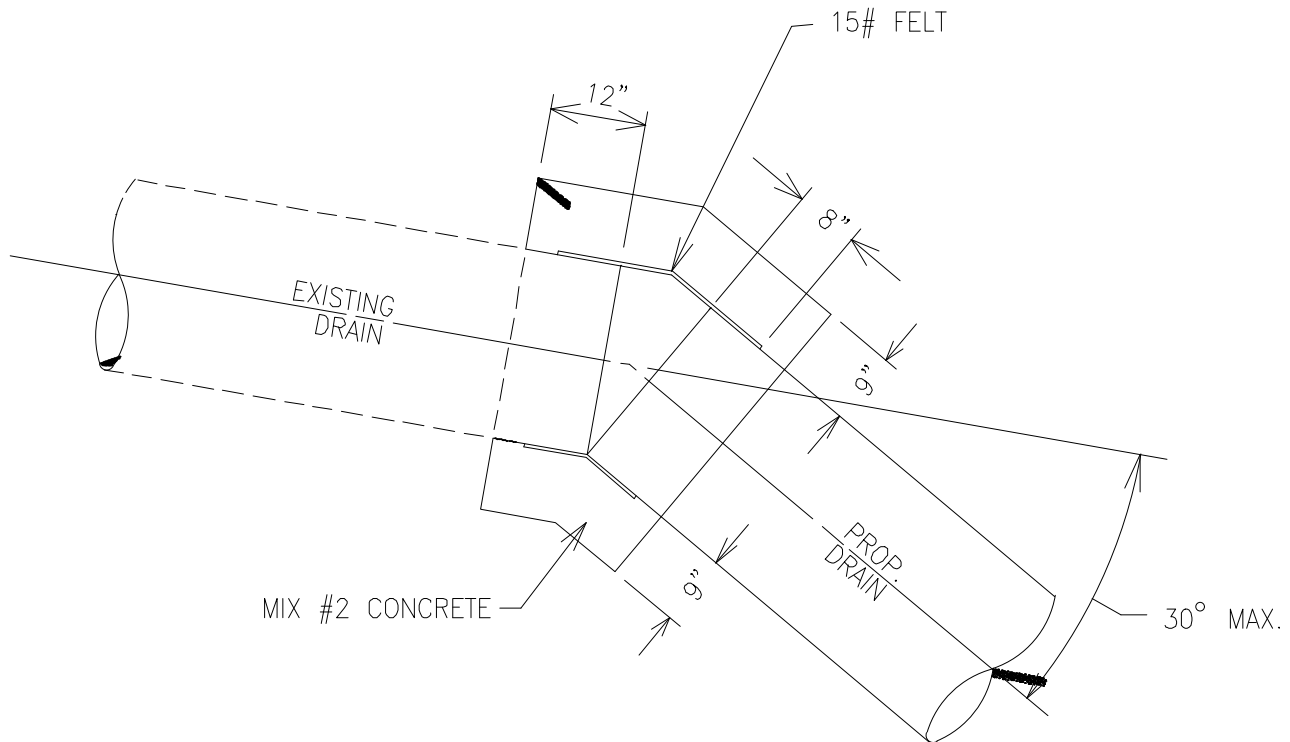 15# FELT
12”
8”
EXISTING
DRAIN
9”
PROP.
DRAIN
9”
MIX #2 CONCRETE
30° MAX.